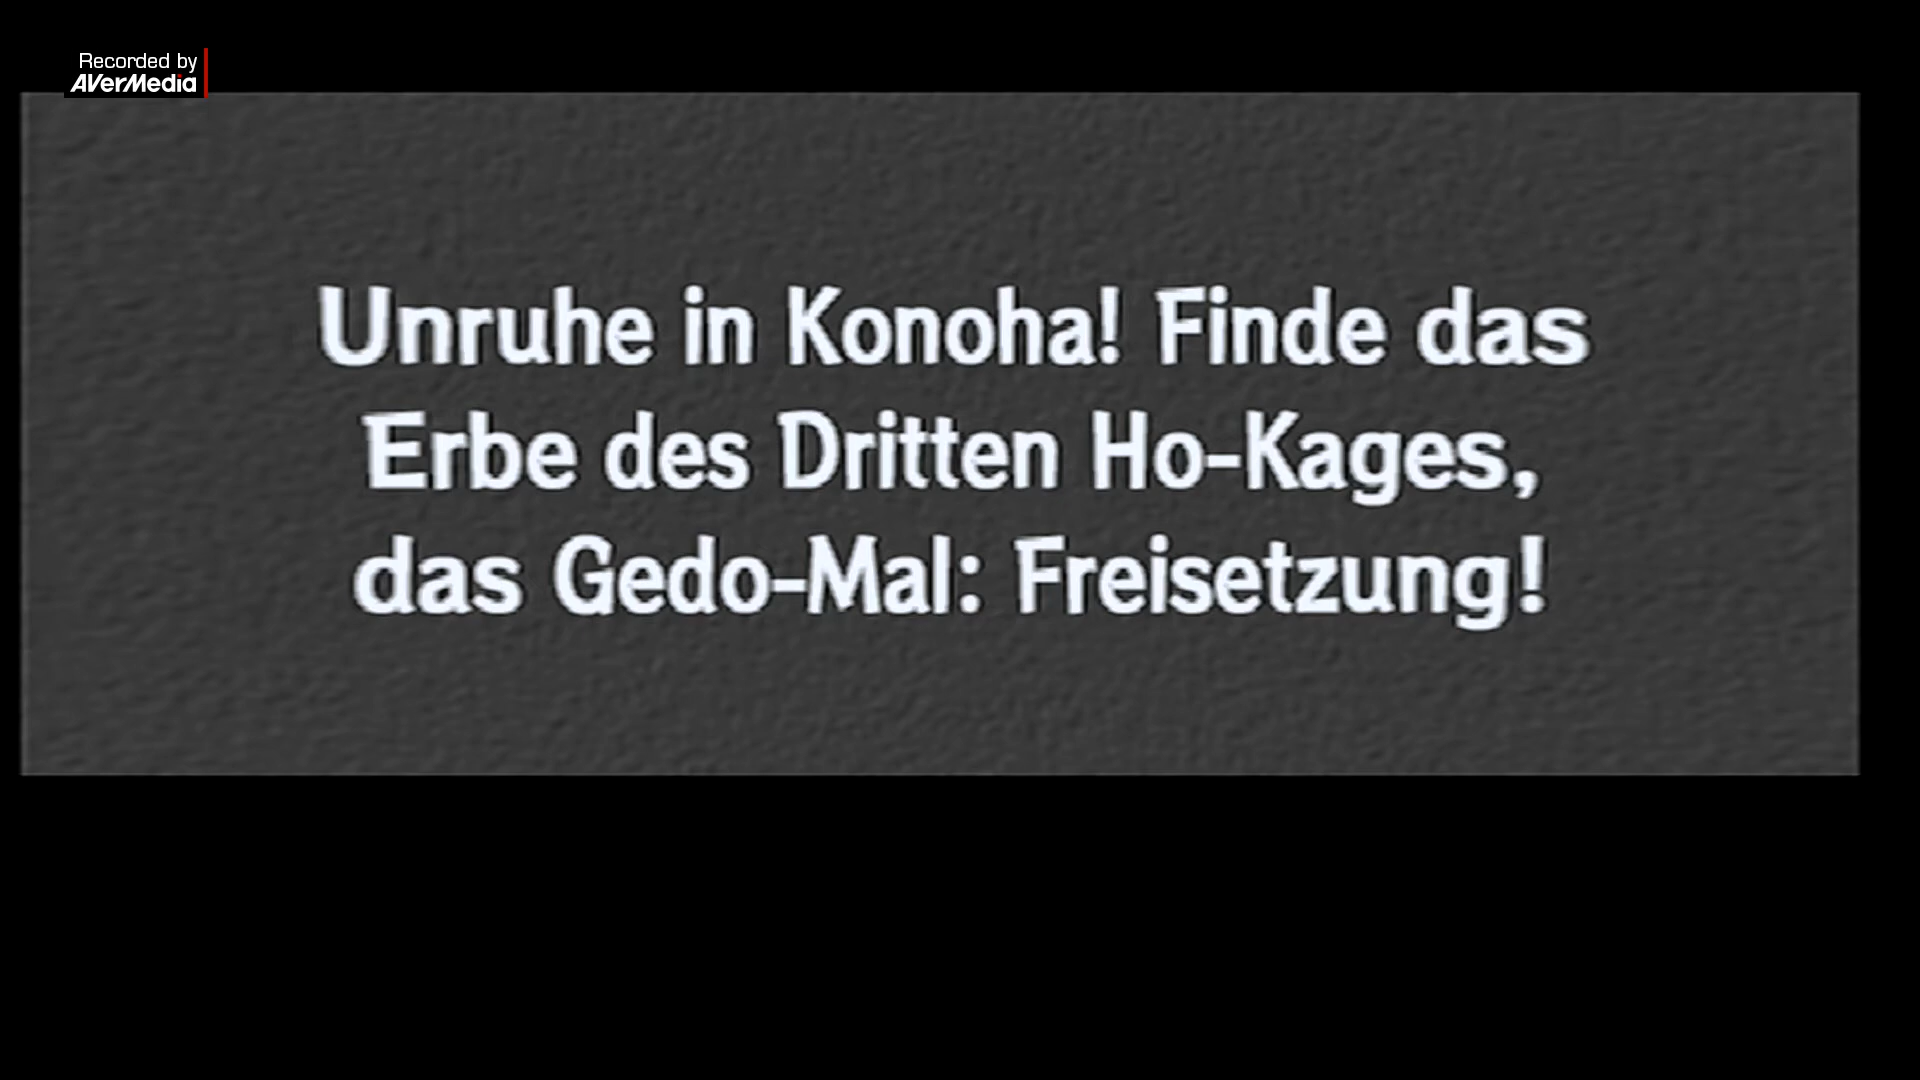 Recorded by
AVerMedia
Unruhe in Konoha! Finde das
Erbe des Dritten Ho-Kages,
das Gedo-Mal: Freisetzung!